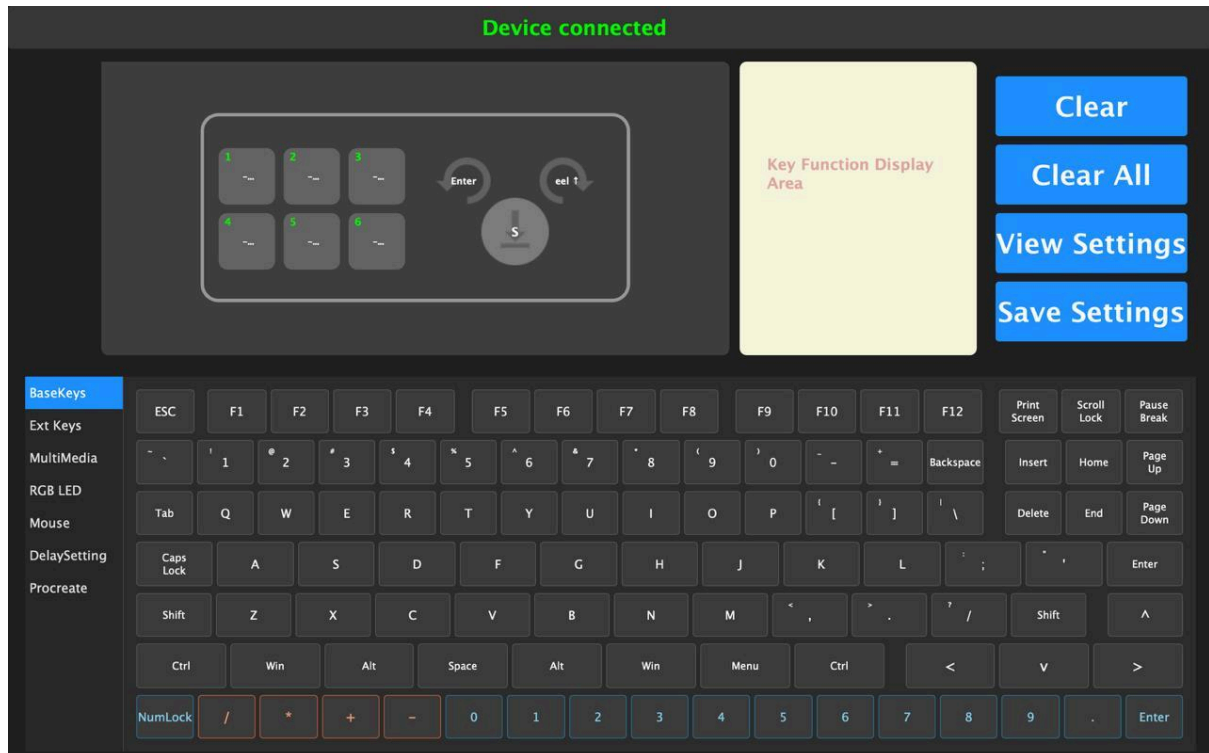 Device connected
1 2 3
-... -... -...
4 5 6
-... -... -...
Enter
eel ↑
S
Key Function Display
Area
Clear
Clear All
View Settings
Save Settings
BaseKeys
Ext Keys
MultiMedia
RGB LED
Mouse
DelaySetting
Procreate
ESC F1 F2 F3 F4 F5 F6 F7 F8 F9 F10 F11 F12 Print Screen Scroll Lock Pause Break
~ ` ! 1 @ 2 # 3 $ 4 % 5 ^ 6 & 7 * 8 ( 9 ) 0 _ - + = Backspace Insert Home Page Up
Tab Q W E R T Y U I O P { [ } ] | \ Delete End Page Down
Caps Lock A S D F G H J K L : ; " ' Enter
Shift Z X C V B N M < , > . ? / Shift ^
Ctrl Win Alt Space Alt Win Menu Ctrl < v >
NumLock / * + - 0 1 2 3 4 5 6 7 8 9 . Enter